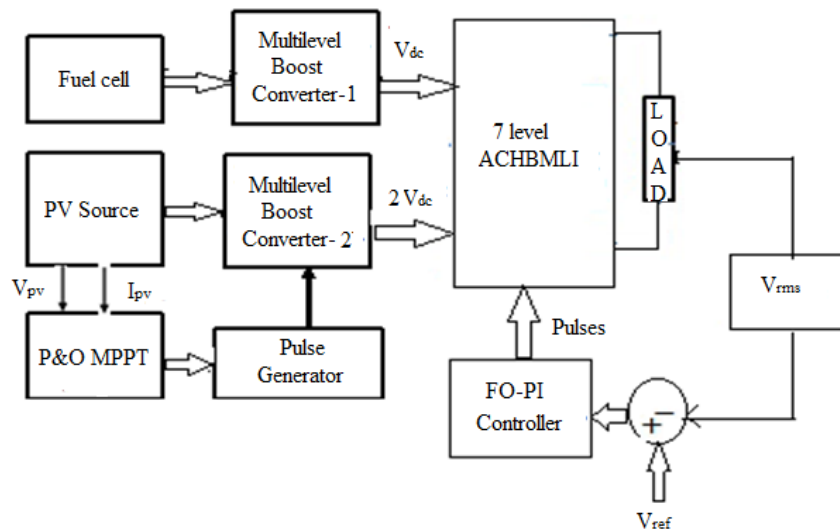 Fuel cell
Multilevel
Boost
Converter-1
Vdc
7 level
ACHBMLI
LOAD
PV Source
Multilevel
Boost
Converter- 2
2 Vdc
Vpv
Ipv
Vrms
P&O MPPT
Pulse
Generator
Pulses
FO-PI
Controller
+ −
Vref